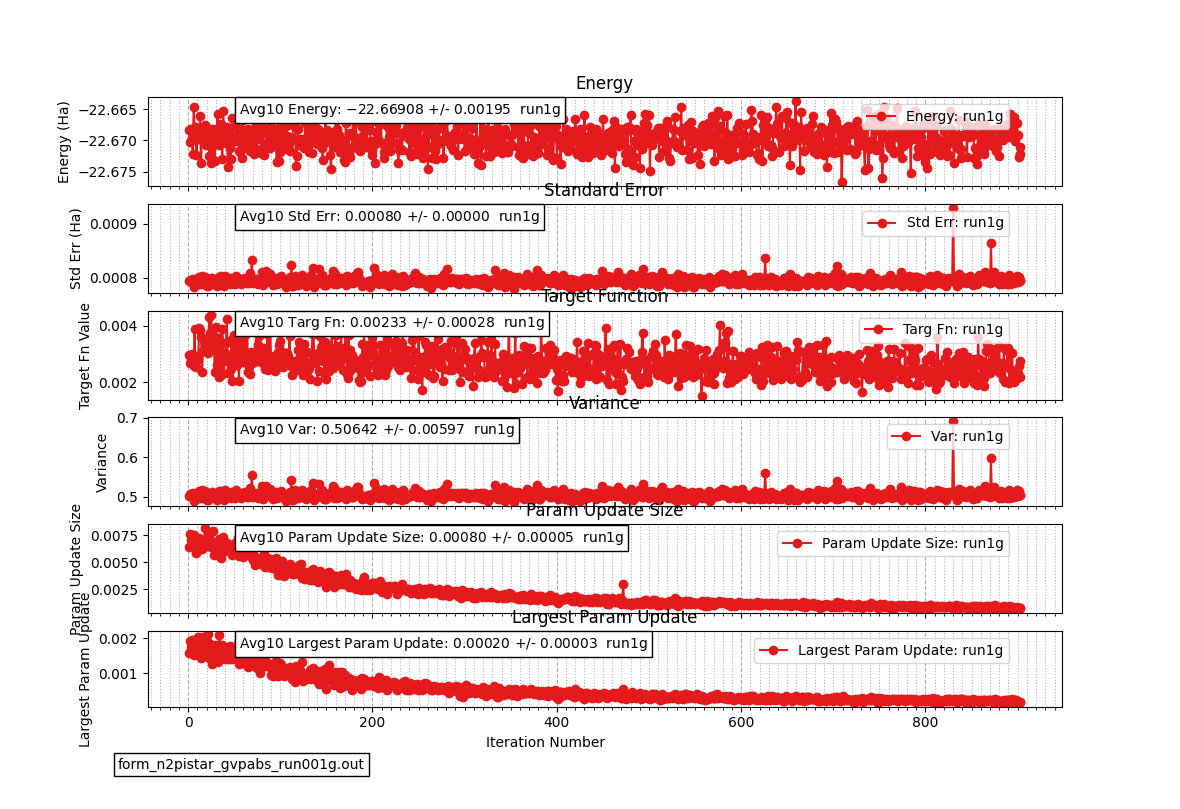 Energy
Energy (Ha)
−22.665
−22.670
−22.675
Avg10 Energy: −22.66908 +/- 0.00195  run1g
Energy: run1g
Standard Error
Std Err (Ha)
0.0009
0.0008
Avg10 Std Err: 0.00080 +/- 0.00000  run1g
Std Err: run1g
Target Function
Target Fn Value
0.004
0.002
Avg10 Targ Fn: 0.00233 +/- 0.00028  run1g
Targ Fn: run1g
Variance
Variance
0.7
0.6
0.5
Avg10 Var: 0.50642 +/- 0.00597  run1g
Var: run1g
Param Update Size
Param Update Size
0.0075
0.0050
0.0025
Avg10 Param Update Size: 0.00080 +/- 0.00005  run1g
Param Update Size: run1g
Largest Param Update
Largest Param Update
0.002
0.001
Avg10 Largest Param Update: 0.00020 +/- 0.00003  run1g
Largest Param Update: run1g
0 200 400 600 800
Iteration Number
form_n2pistar_gvpabs_run001g.out